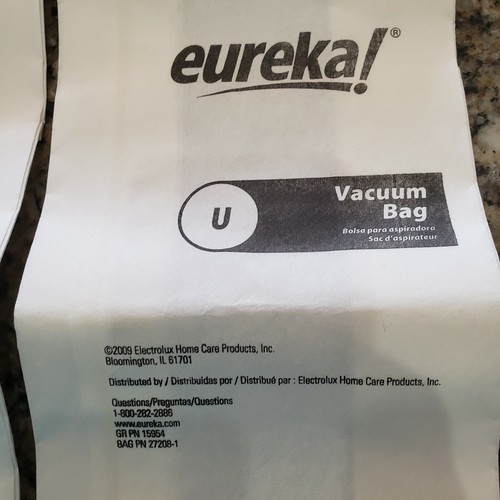 eureka!®
U
Vacuum
Bag
Bolsa para aspiradora
Sac d'aspirateur
©2009 Electrolux Home Care Products, Inc.
Bloomington, IL 61701
Distributed by / Distribuidas por / Distribué par : Electrolux Home Care Products, Inc.
Questions/Preguntas/Questions
1-800-282-2886
www.eureka.com
GR PN 15954
BAG PN 27208-1